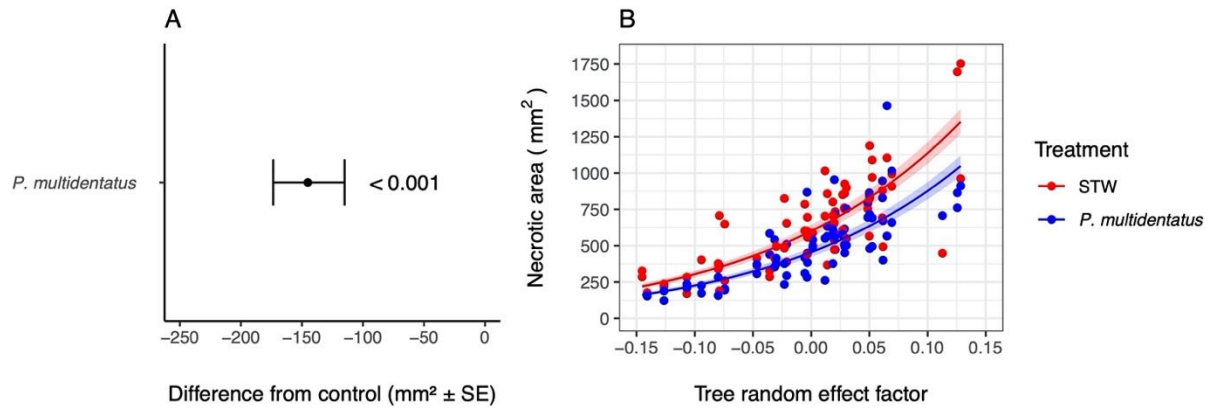 A
P. multidentatus
< 0.001
−250 −200 −150 −100 −50 0
Difference from control (mm² ± SE)
B
Necrotic area ( mm² )
1750
1500
1250
1000
750
500
250
0
−0.15 −0.10 −0.05 0.00 0.05 0.10 0.15
Tree random effect factor
Treatment
STW
P. multidentatus